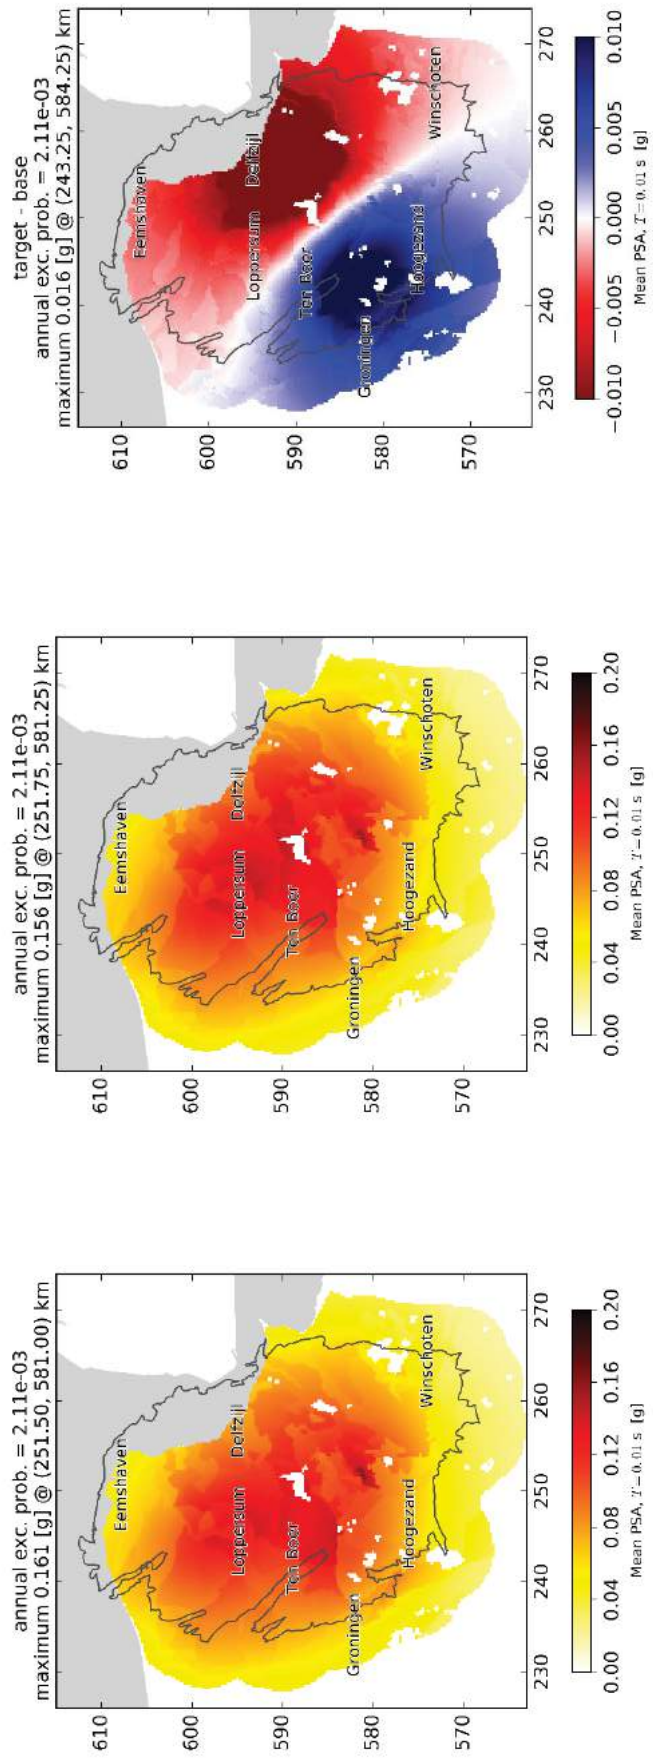 annual exc. prob. = 2.11e-03
maximum 0.161 [g] @ (251.50, 581.00) km
610
600
590
580
570
Eemshaven
Delfzijl
Loppersum
Ten Boer
Groningen
Hoogezand
Winschoten
230
240
250
260
270
0.00
0.04
0.08
0.12
0.16
0.20
Mean PSA, T=0.01 s [g]
annual exc. prob. = 2.11e-03
maximum 0.156 [g] @ (251.75, 581.25) km
610
600
590
580
570
Eemshaven
Delfzijl
Loppersum
Ten Boer
Groningen
Hoogezand
Winschoten
230
240
250
260
270
0.00
0.04
0.08
0.12
0.16
0.20
Mean PSA, T=0.01 s [g]
target - base
annual exc. prob. = 2.11e-03
maximum 0.016 [g] @ (243.25, 584.25) km
610
600
590
580
570
Eemshaven
Delfzijl
Loppersum
Ten Boer
Groningen
Hoogezand
Winschoten
230
240
250
260
270
−0.010
−0.005
0.000
0.005
0.010
Mean PSA, T=0.01 s [g]